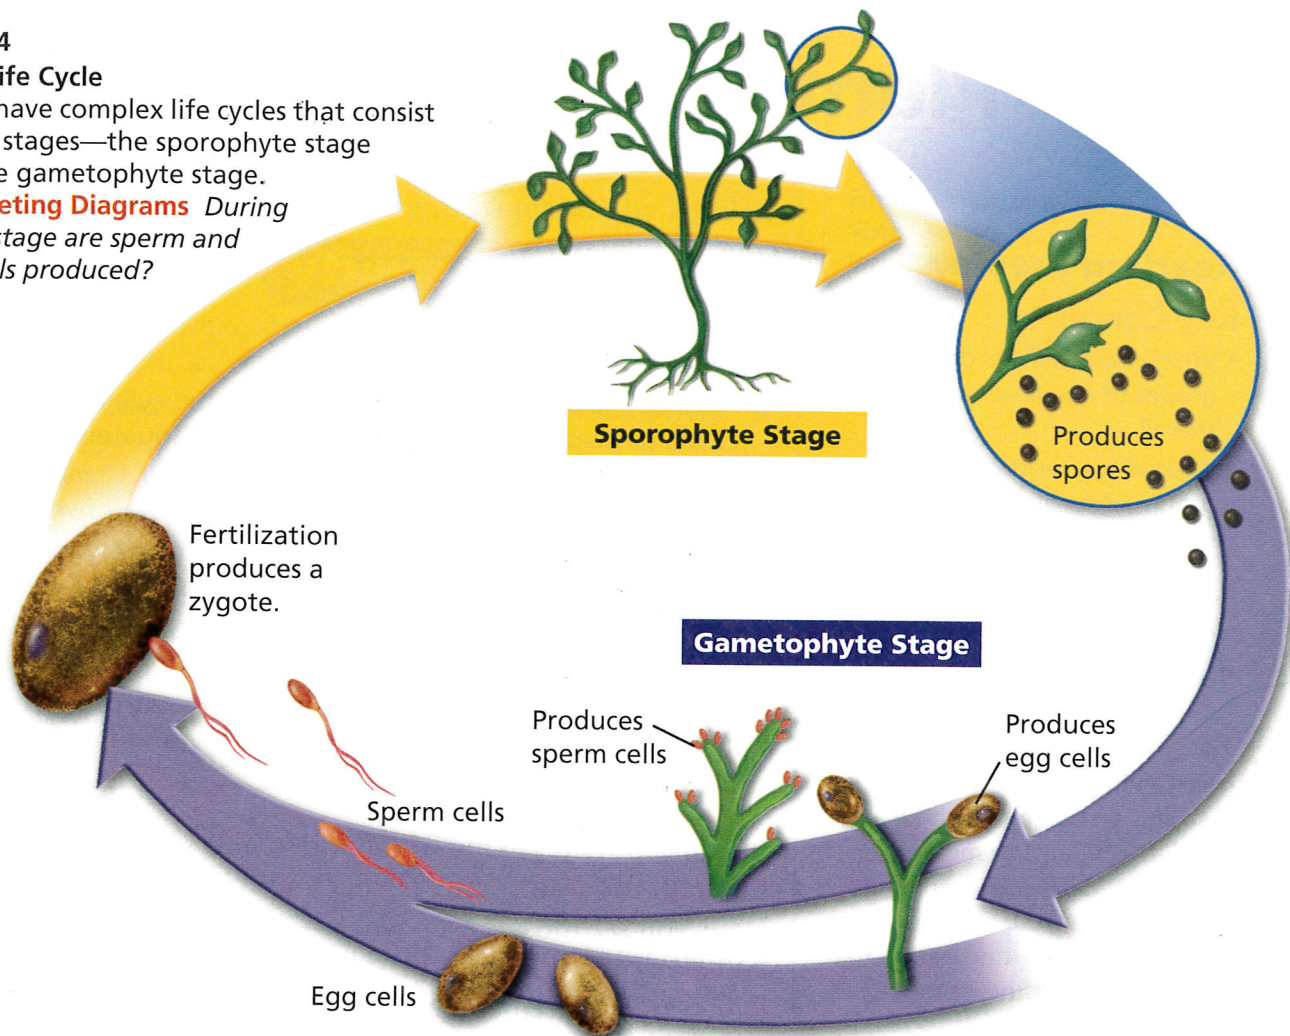 4
ife Cycle
have complex life cycles that consist
stages—the sporophyte stage
e gametophyte stage.
eting Diagrams During
stage are sperm and
ls produced?
Sporophyte Stage
Produces
spores
Fertilization
produces a
zygote.
Gametophyte Stage
Produces
sperm cells
Produces
egg cells
Sperm cells
Egg cells